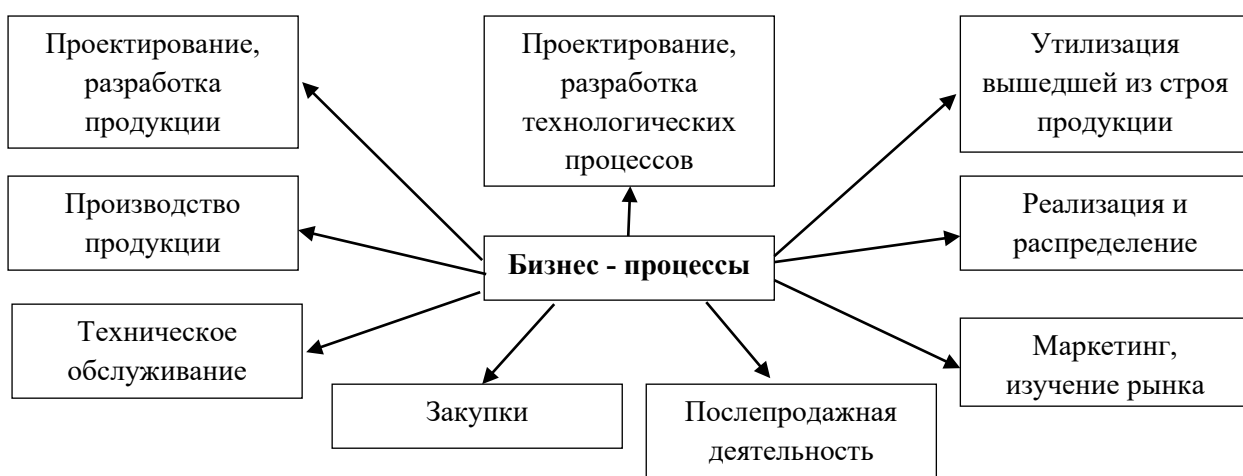 Проектирование,
разработка
продукции
Проектирование,
разработка
технологических
процессов
Утилизация
вышедшей из строя
продукции
Производство
продукции
Реализация и
распределение
Бизнес - процессы
Техническое
обслуживание
Маркетинг,
изучение рынка
Закупки
Послепродажная
деятельность